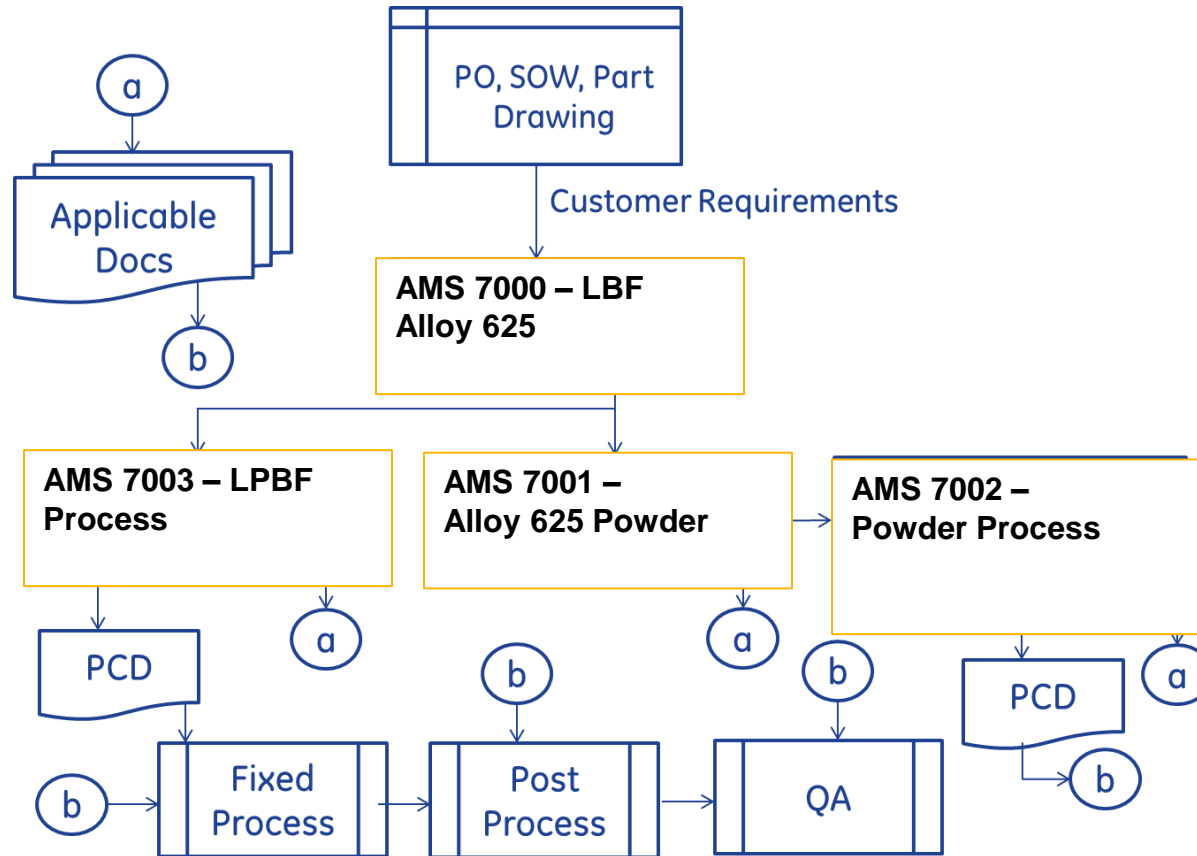 PO, SOW, Part
Drawing
a
Applicable
Docs
b
Customer Requirements
AMS 7000 – LBF
Alloy 625
AMS 7003 – LPBF
Process
AMS 7001 –
Alloy 625 Powder
AMS 7002 –
Powder Process
PCD
a
b
a
b
PCD
a
b
Fixed
Process
Post
Process
QA
b